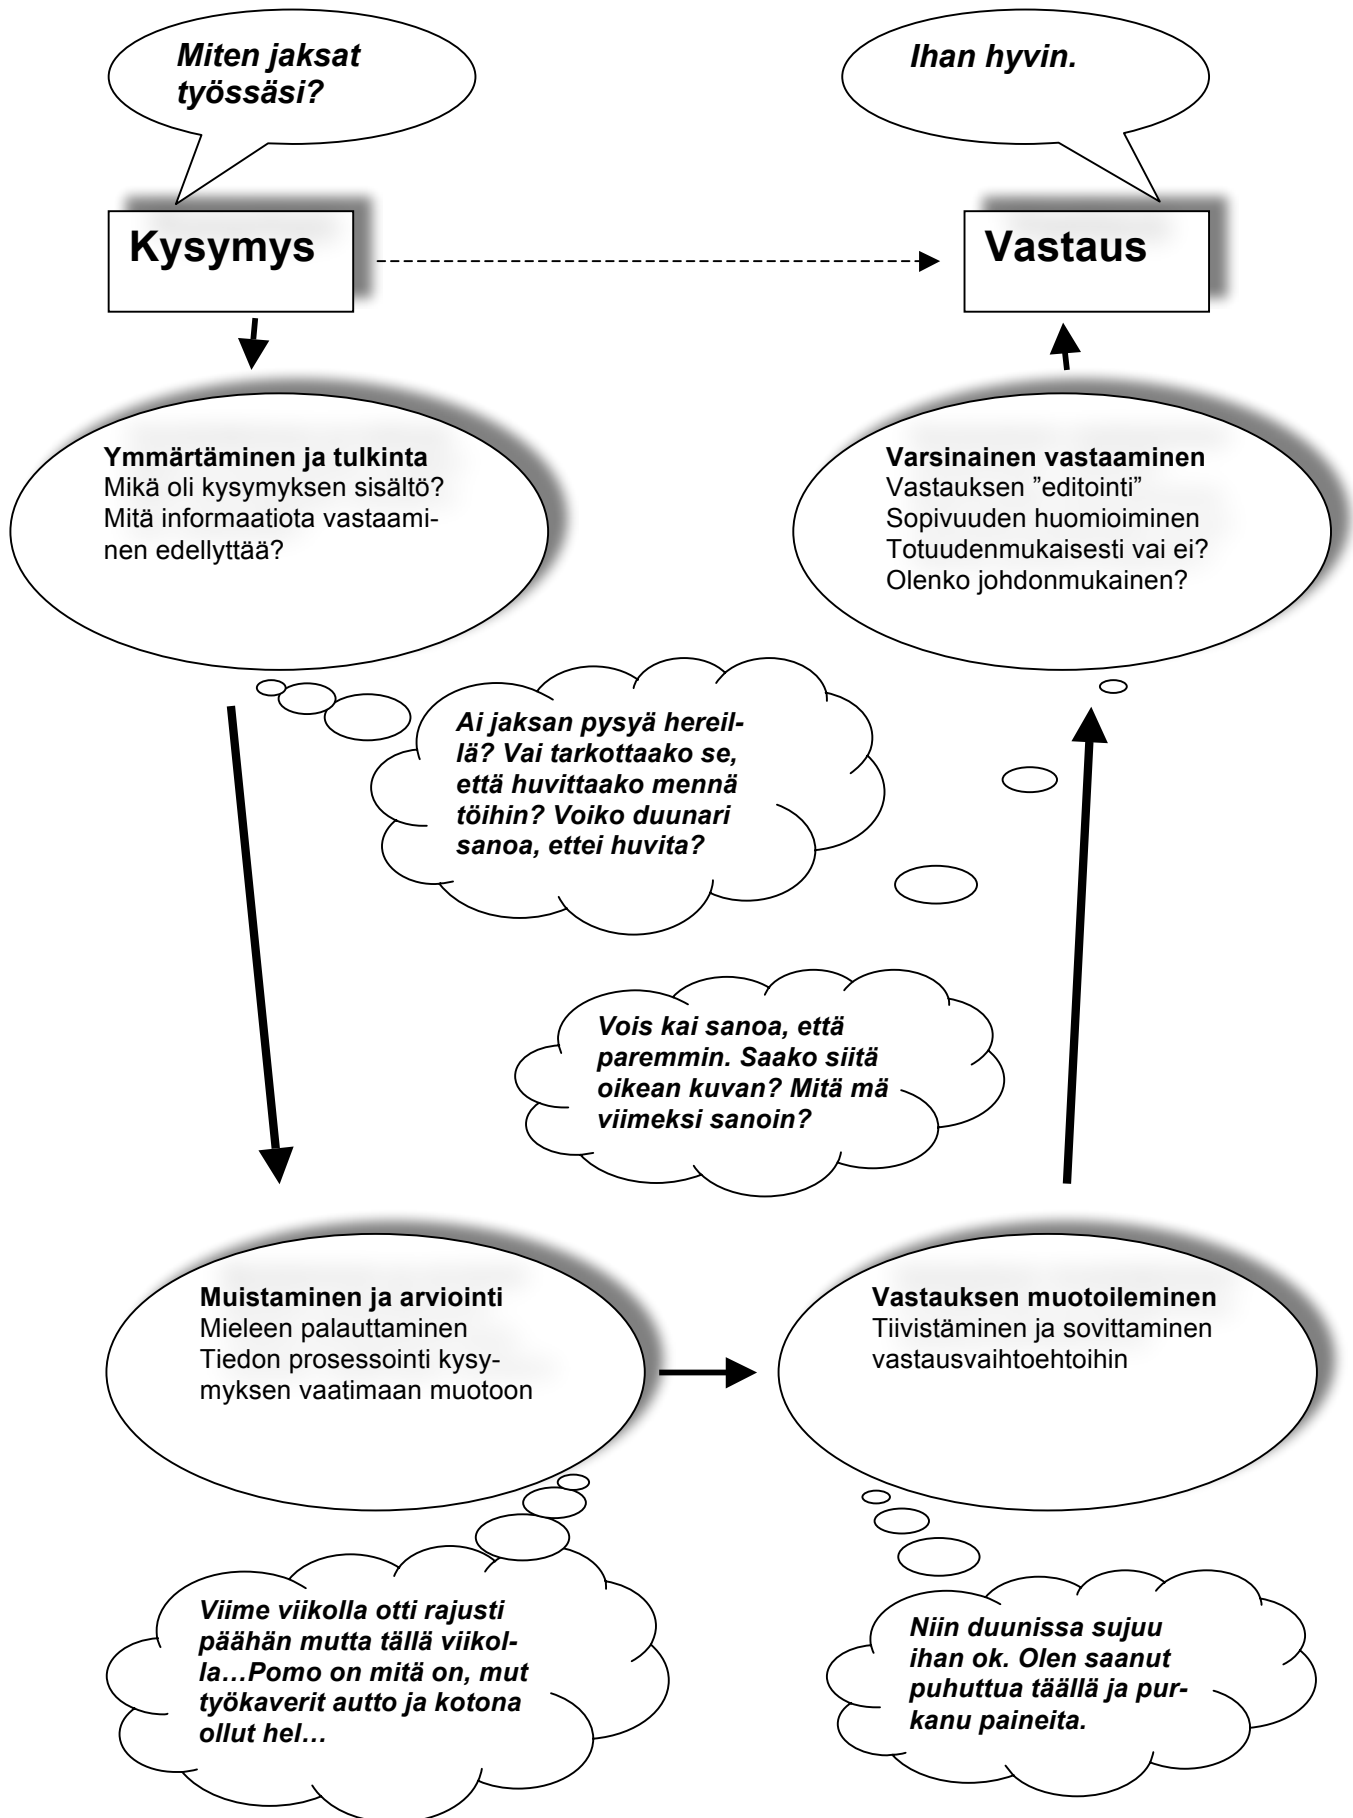 Miten jaksat
työssäsi?
Ihan hyvin.
Kysymys
Vastaus
Ymmärtäminen ja tulkinta
Mikä oli kysymyksen sisältö?
Mitä informaatiota vastaami-
nen edellyttää?
Varsinainen vastaaminen
Vastauksen ”editointi”
Sopivuuden huomioiminen
Totuudenmukaisesti vai ei?
Olenko johdonmukainen?
Ai jaksan pysyä hereil-
lä? Vai tarkottaako se,
että huvittaako mennä
töihin? Voiko duunari
sanoa, ettei huvita?
Vois kai sanoa, että
paremmin. Saako siitä
oikean kuvan? Mitä mä
viimeksi sanoin?
Muistaminen ja arviointi
Mieleen palauttaminen
Tiedon prosessointi kysy-
myksen vaatimaan muotoon
Vastauksen muotoileminen
Tiivistäminen ja sovittaminen
vastausvaihtoehtoihin
Viime viikolla otti rajusti
päähän mutta tällä viikol-
la…Pomo on mitä on, mut
työkaverit autto ja kotona
ollut hel…
Niin duunissa sujuu
ihan ok. Olen saanut
puhuttua täällä ja pur-
kanu paineita.